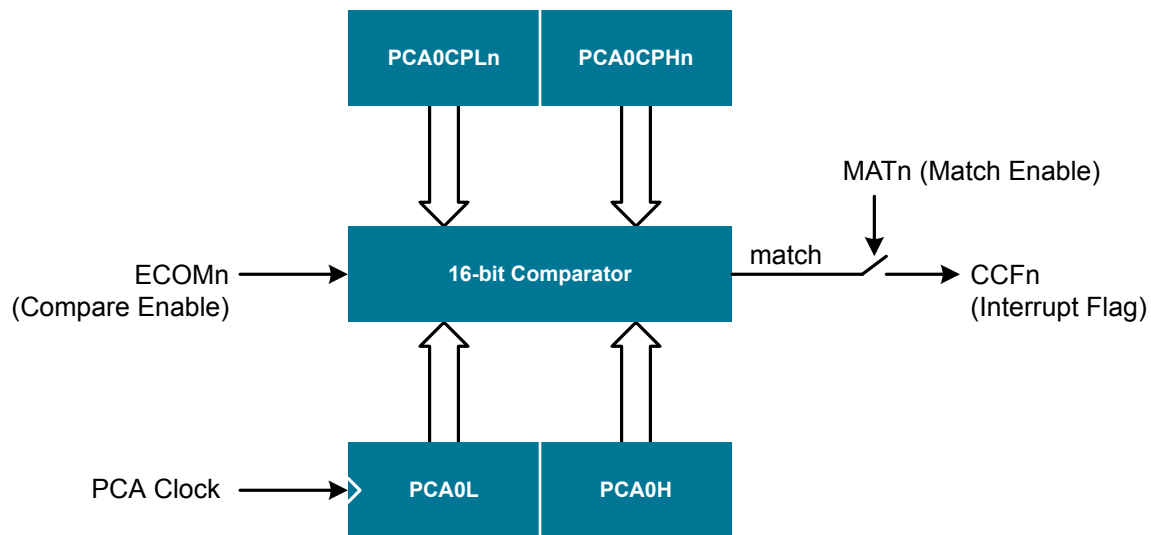 PCA0CPLn
PCA0CPHn
MATn (Match Enable)
ECOMn
(Compare Enable)
16-bit Comparator
match
CCFn
(Interrupt Flag)
PCA Clock
PCA0L
PCA0H